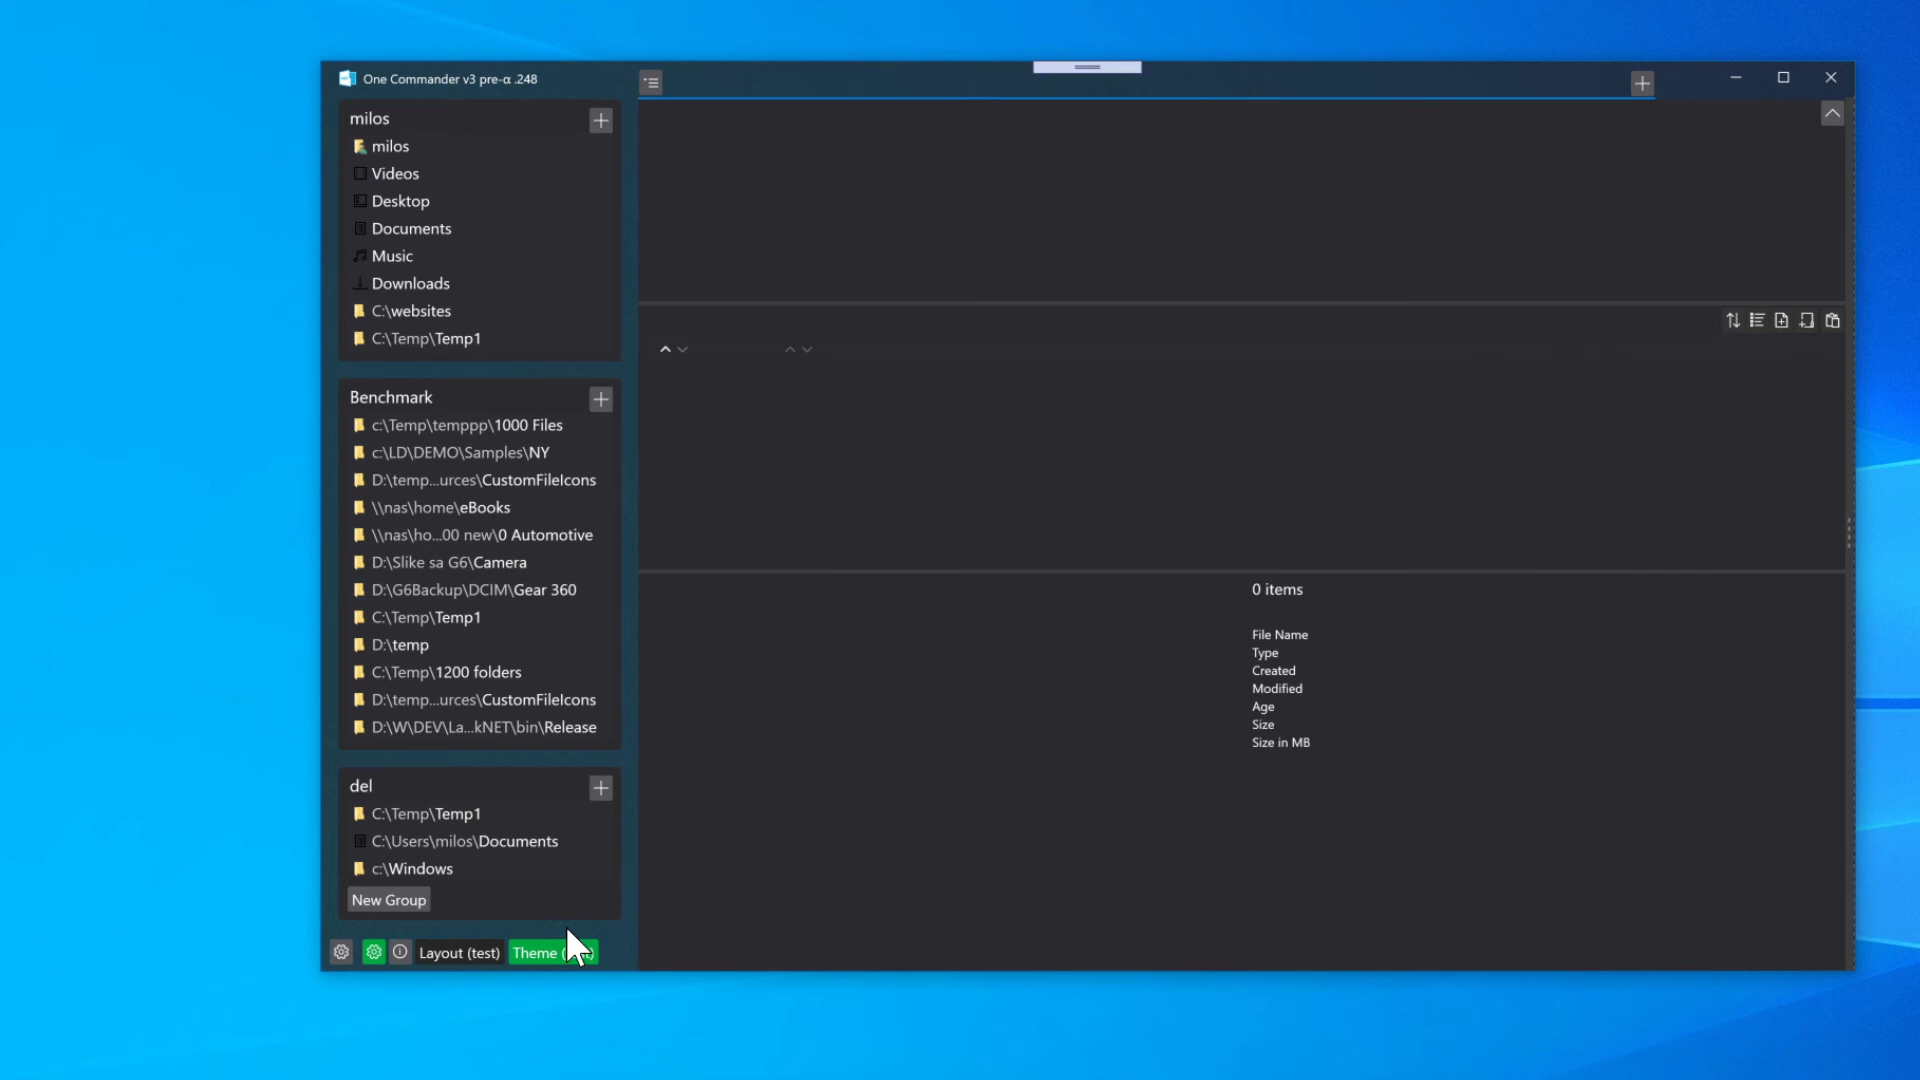 One Commander v3 pre-α .248
milos
milos
Videos
Desktop
Documents
Music
Downloads
C:\websites
C:\Temp\Temp1
Benchmark
c:\Temp\temppp\1000 Files
c:\LD\DEMO\Samples\NY
D:\temp...urces\CustomFileIcons
\\nas\home\eBooks
\\nas\ho...00 new\0 Automotive
D:\Slike sa G6\Camera
D:\G6Backup\DCIM\Gear 360
C:\Temp\Temp1
D:\temp
C:\Temp\1200 folders
D:\temp...urces\CustomFileIcons
D:\W\DEV\La...kNET\bin\Release
del
C:\Temp\Temp1
C:\Users\milos\Documents
c:\Windows
New Group
Layout (test)
Theme
0 items
File Name
Type
Created
Modified
Age
Size
Size in MB